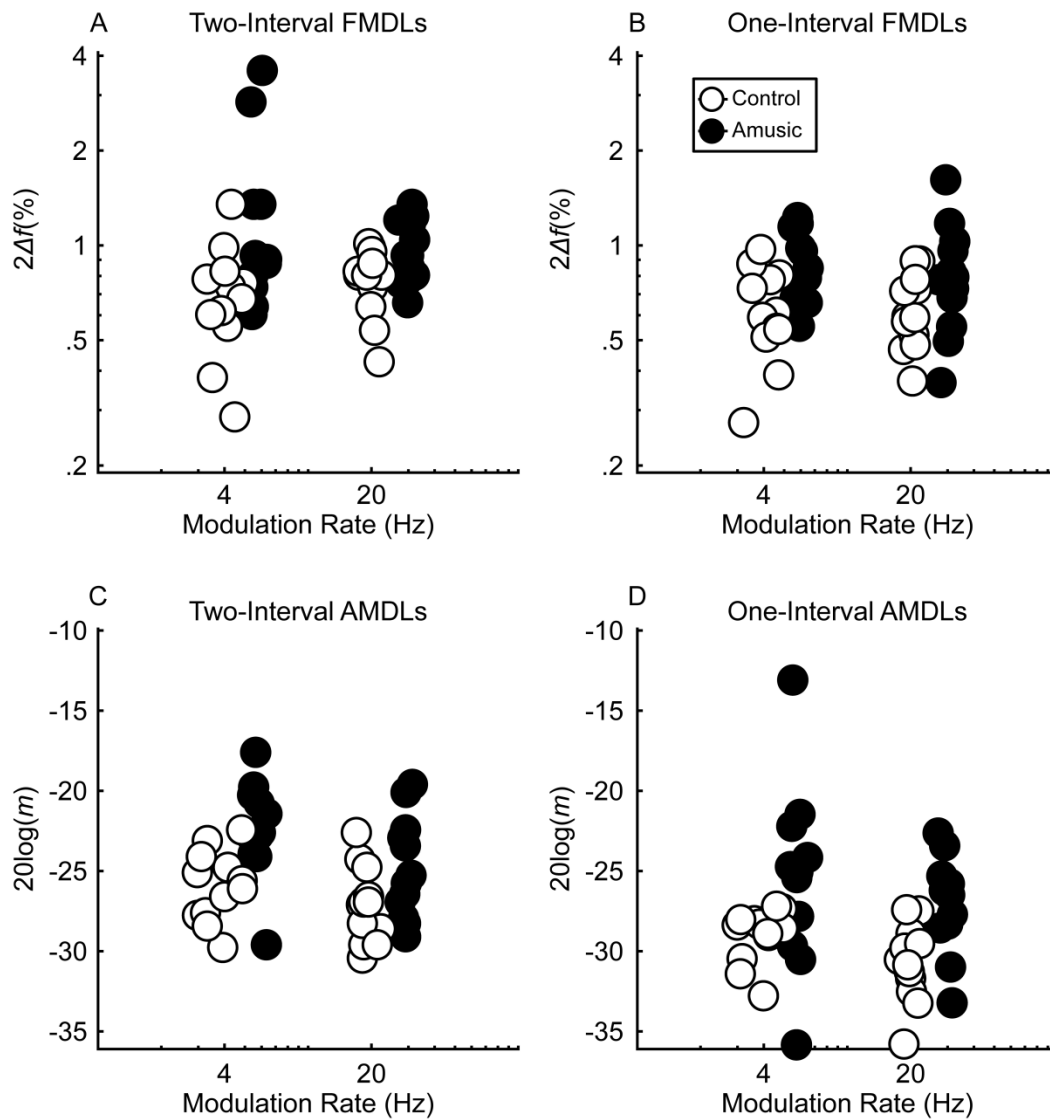 A Two-Interval FMDLs
4
2
1
.5
.2
2Δf(%)
4 20
Modulation Rate (Hz)
B One-Interval FMDLs
Control
Amusic
4
2
1
.5
.2
2Δf(%)
4 20
Modulation Rate (Hz)
C Two-Interval AMDLs
-10
-15
-20
-25
-30
-35
20log(m)
4 20
Modulation Rate (Hz)
D One-Interval AMDLs
-10
-15
-20
-25
-30
-35
20log(m)
4 20
Modulation Rate (Hz)